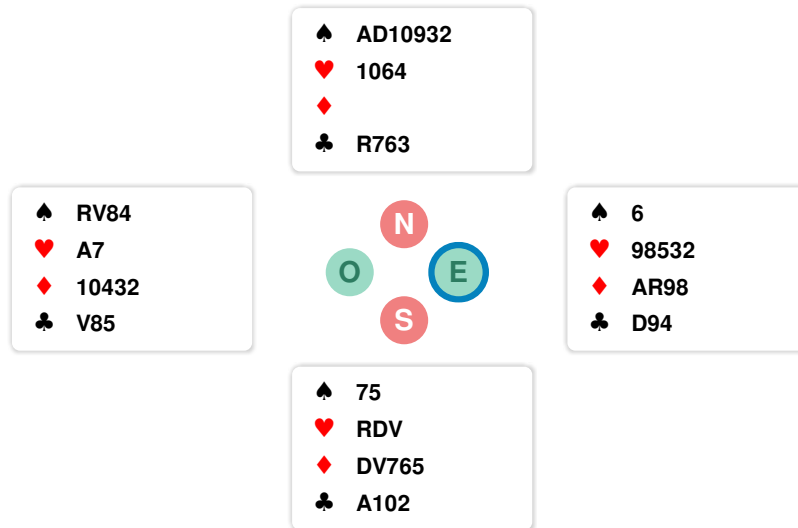 ♠ AD10932
♥ 1064
♦
♣ R763
♠ RV84
♥ A7
♦ 10432
♣ V85
N
O E
S
♠ 6
♥ 98532
♦ AR98
♣ D94
♠ 75
♥ RDV
♦ DV765
♣ A102